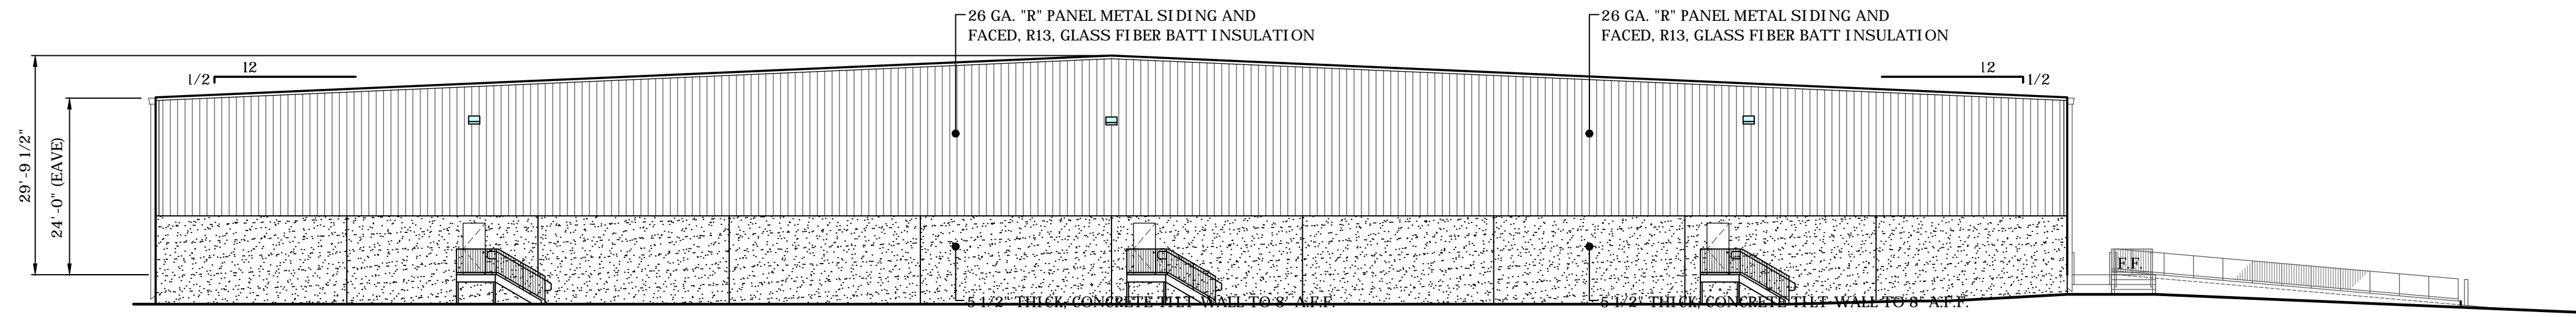 26 GA. "R" PANEL METAL SIDING AND
FACED, R13, GLASS FIBER BATT INSULATION
26 GA. "R" PANEL METAL SIDING AND
FACED, R13, GLASS FIBER BATT INSULATION
12
1/2
12
1/2
29'-9 1/2"
24'-0" (EAVE)
F.F.
5 1/2" THICK, CONCRETE TILT-WALL TO 8' A.F.F.
5 1/2" THICK, CONCRETE TILT-WALL TO 8' A.F.F.